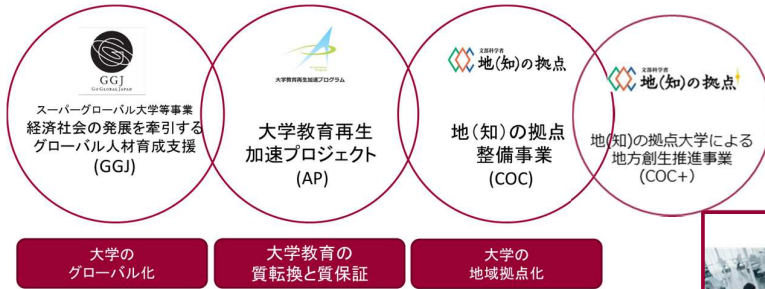 GGJ
GO GLOBAL JAPAN
スーパーグローバル大学等事業
経済社会の発展を牽引する
グローバル人材育成支援
(GGJ)
大学教育再生加速プログラム
大学教育再生
加速プロジェクト
(AP)
文部科学省
地(知)の拠点
地(知)の拠点
整備事業
(COC)
文部科学省
地(知)の拠点
地(知)の拠点大学による
地方創生推進事業
(COC+)
大学の
グローバル化
大学教育の
質転換と質保証
大学の
地域拠点化